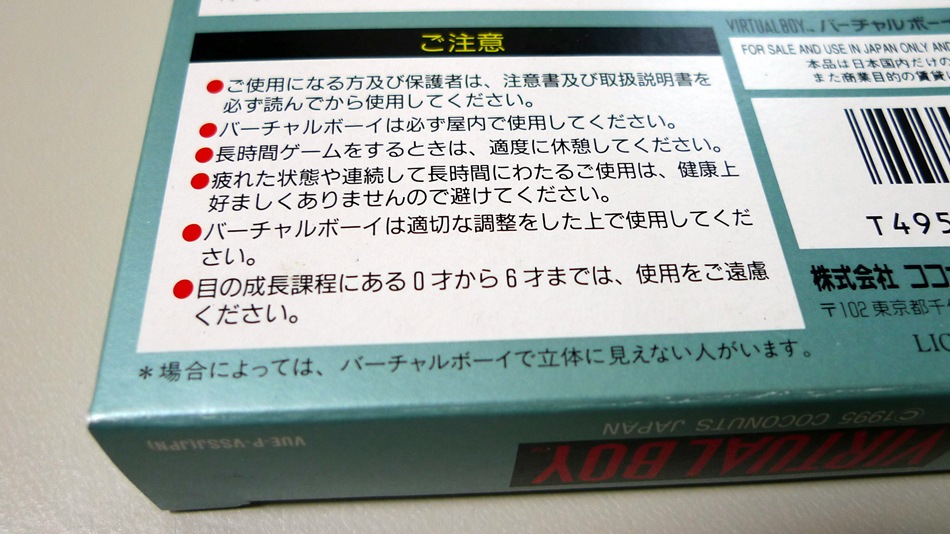 ご注意
●ご使用になる方及び保護者は、注意書及び取扱説明書を
必ず読んでから使用してください。
●バーチャルボーイは必ず屋内で使用してください。
●長時間ゲームをするときは、適度に休憩してください。
●疲れた状態や連続して長時間にわたるご使用は、健康上
好ましくありませんので避けてください。
●バーチャルボーイは適切な調整をした上で使用してくだ
さい。
●目の成長課程にある0才から6才までは、使用をご遠慮
ください。
*場合によっては、バーチャルボーイで立体に見えない人がいます。
VIRTUALBOY™ バーチャルボー
FOR SALE AND USE IN JAPAN ONLY AND
本品は日本国内だけの
また商業目的の賃貸
T495
株式会社 ココ
〒102 東京都千
LIC
©1995 COCONUTS JAPAN
VUE-P-VSSJ(JPN)
VIRTUAL BOY